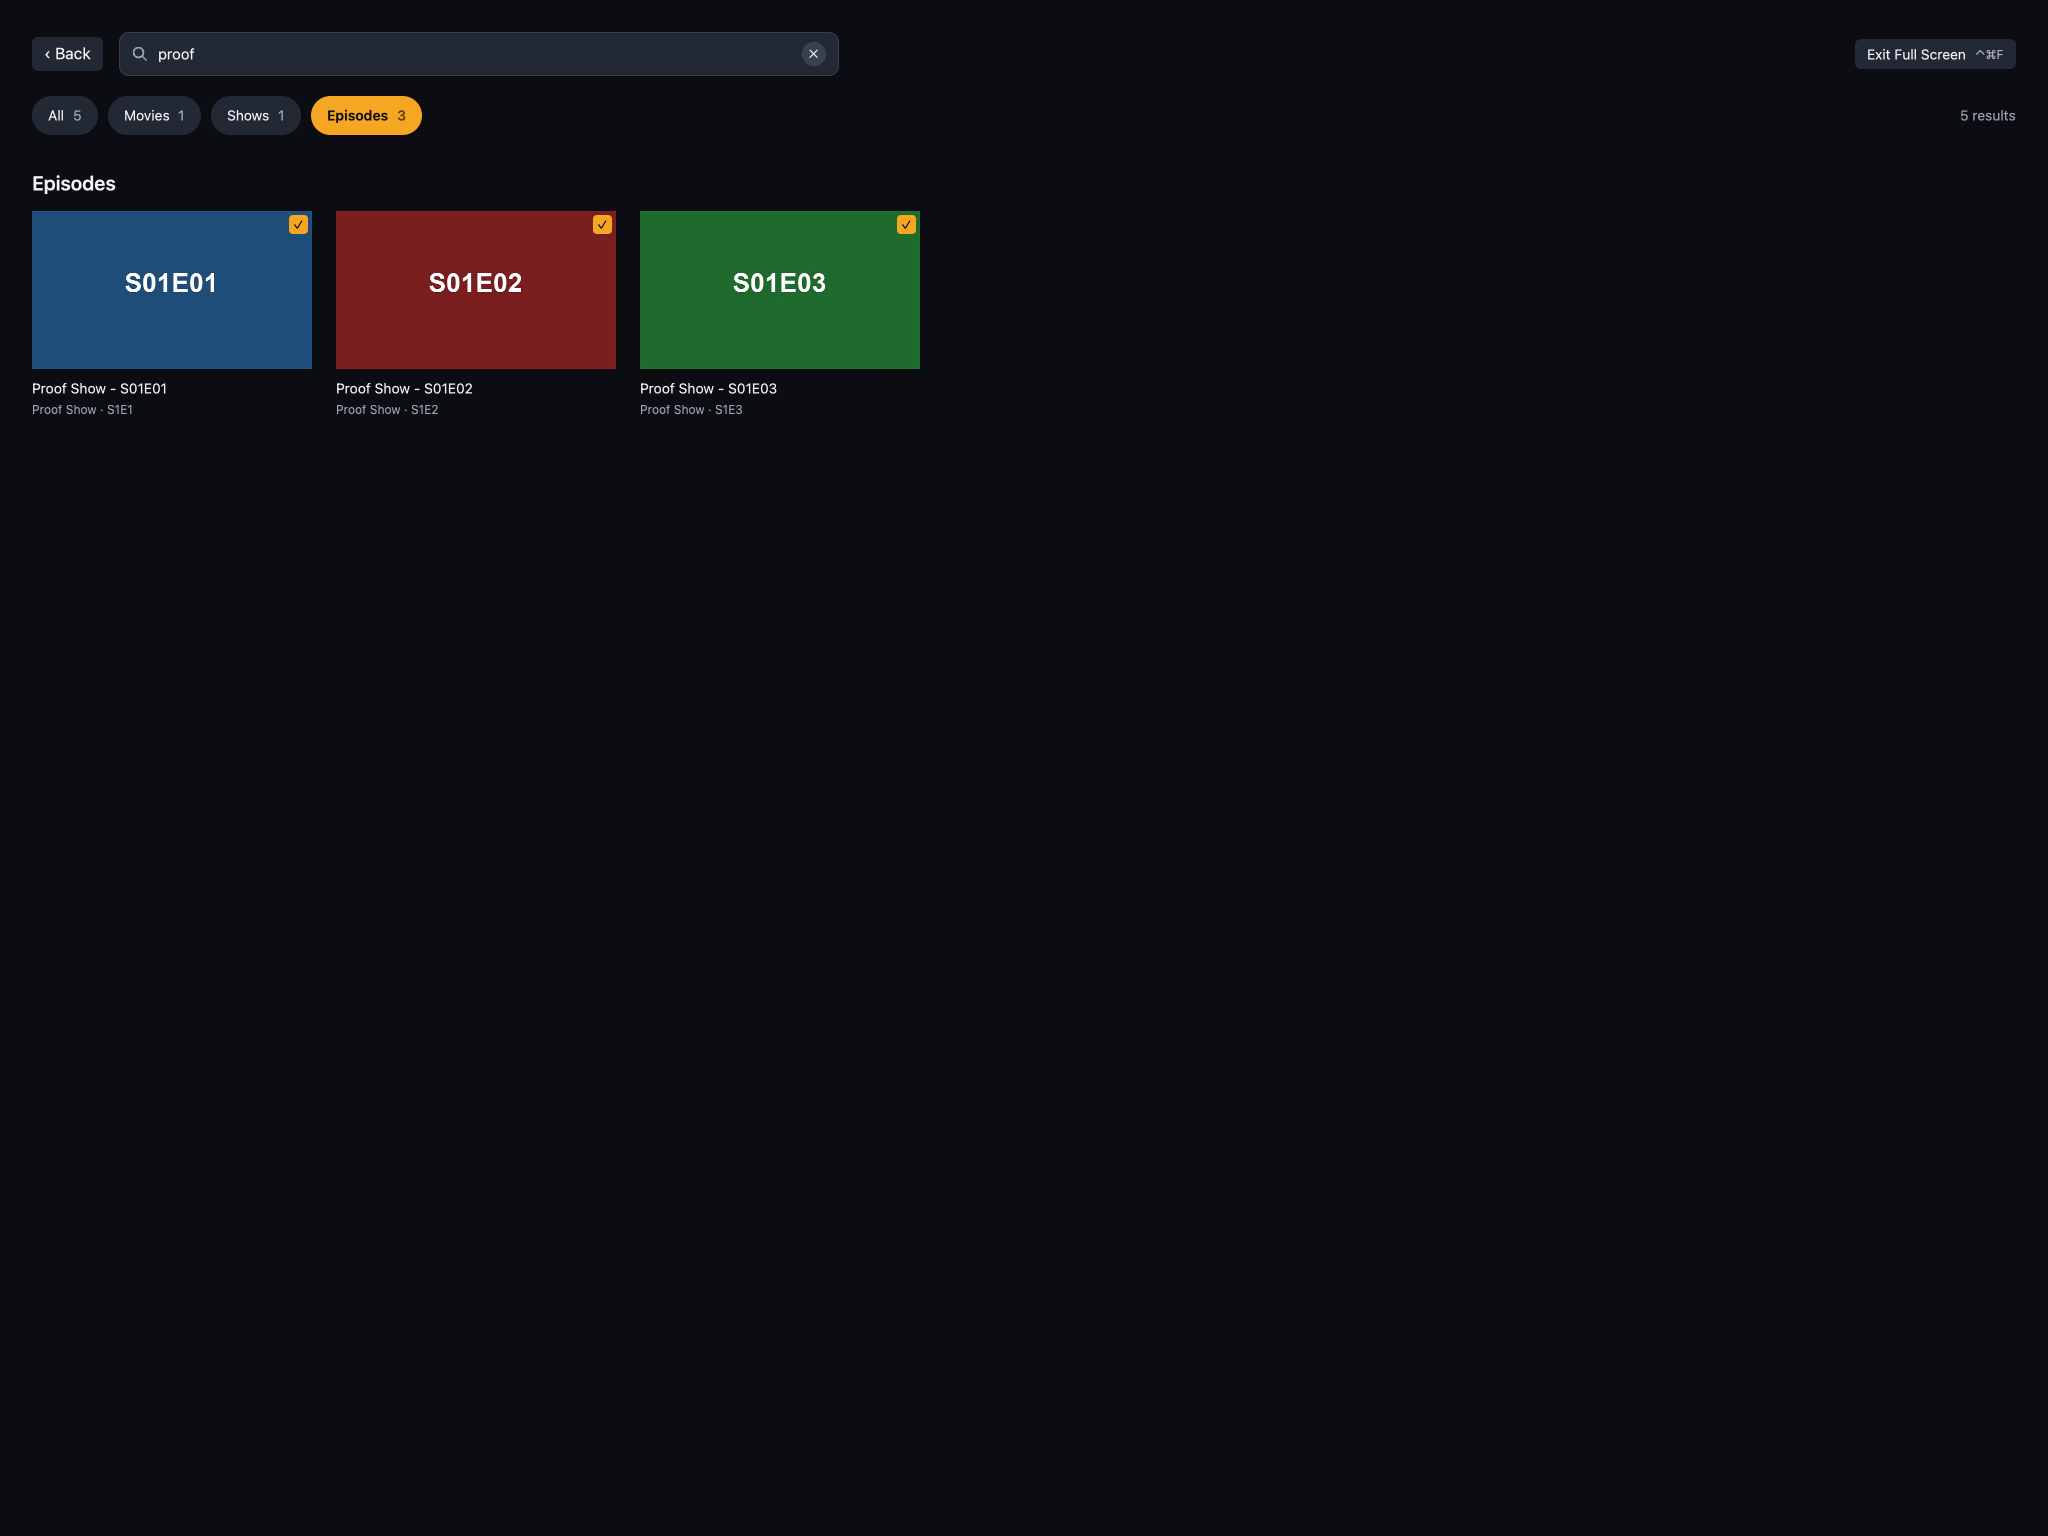 ‹ Back
proof
Exit Full Screen ^⌘F
All 5
Movies 1
Shows 1
Episodes 3
5 results
Episodes
S01E01
S01E02
S01E03
Proof Show - S01E01
Proof Show · S1E1
Proof Show - S01E02
Proof Show · S1E2
Proof Show - S01E03
Proof Show · S1E3